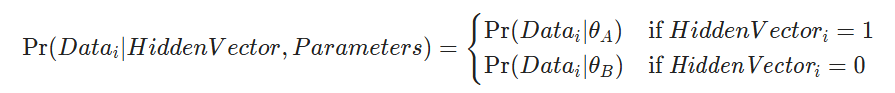 Pr(Data_i|HiddenVector, Parameters) = { Pr(Data_i|θ_A) if HiddenVector_i = 1
Pr(Data_i|θ_B) if HiddenVector_i = 0